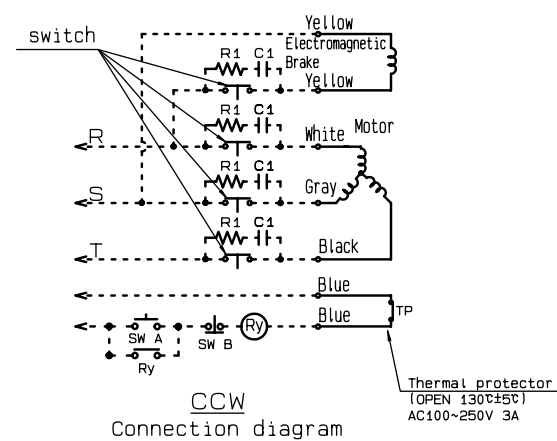 Yellow
switch
R1 C1
Electromagnetic
Brake
Yellow
R1 C1
R
White
Motor
R1 C1
S
Gray
R1 C1
T
Black
Blue
Blue
TP
SW A
SW B
Ry
Ry
Thermal protector
(OPEN 130℃±5℃)
AC100~250V 3A
CCW
Connection diagram